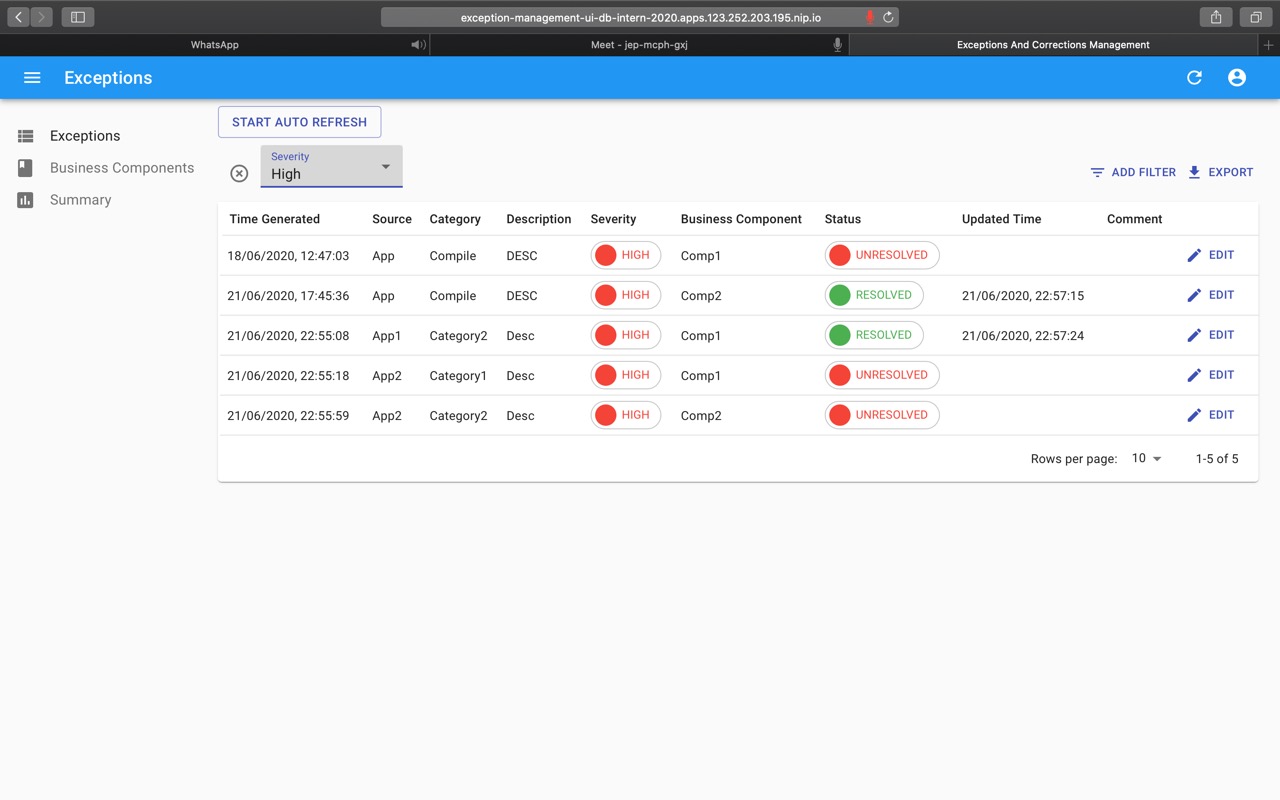 exception-management-ui-db-intern-2020.apps.123.252.203.195.nip.io
WhatsApp Meet - jep-mcph-gxj Exceptions And Corrections Management
Exceptions
START AUTO REFRESH
Exceptions
Business Components
Summary
Severity
High
ADD FILTER EXPORT
Time Generated Source Category Description Severity Business Component Status Updated Time Comment
18/06/2020, 12:47:03 App Compile DESC HIGH Comp1 UNRESOLVED EDIT
21/06/2020, 17:45:36 App Compile DESC HIGH Comp2 RESOLVED 21/06/2020, 22:57:15 EDIT
21/06/2020, 22:55:08 App1 Category2 Desc HIGH Comp1 RESOLVED 21/06/2020, 22:57:24 EDIT
21/06/2020, 22:55:18 App2 Category1 Desc HIGH Comp1 UNRESOLVED EDIT
21/06/2020, 22:55:59 App2 Category2 Desc HIGH Comp2 UNRESOLVED EDIT
Rows per page: 10 1-5 of 5